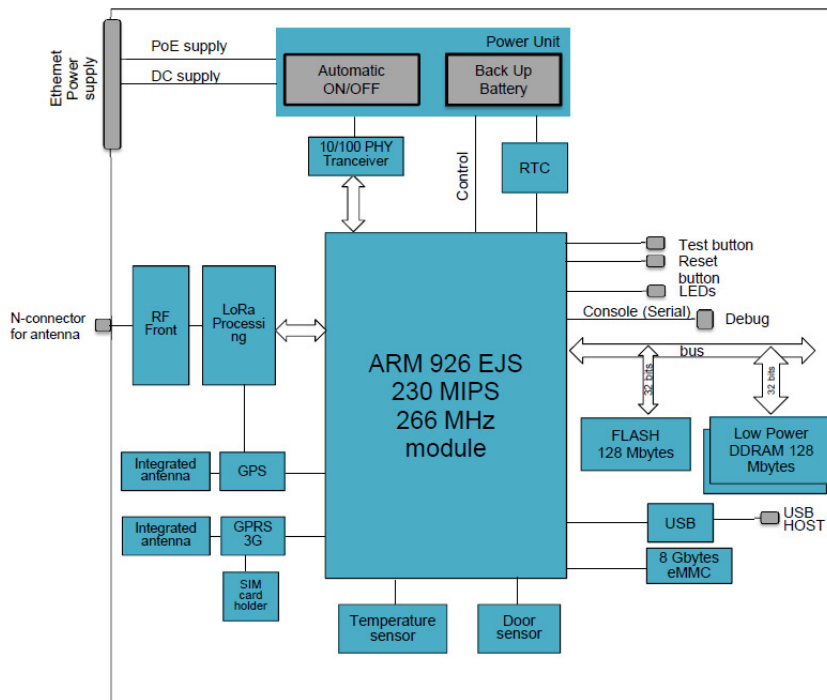 Ethernet
Power
supply
PoE supply
DC supply
Power Unit
Automatic
ON/OFF
Back Up
Battery
10/100 PHY
Tranceiver
Control
RTC
Test button
Reset
button
LEDs
Console (Serial)
Debug
N-connector
for antenna
RF
Front
LoRa
Processi
ng
ARM 926 EJS
230 MIPS
266 MHz
module
bus
32 bits
32 bits
FLASH
128 Mbytes
Low Power
DDRAM 128
Mbytes
Integrated
antenna
GPS
Integrated
antenna
GPRS
3G
SIM
card
holder
USB
USB
HOST
8 Gbytes
eMMC
Temperature
sensor
Door
sensor